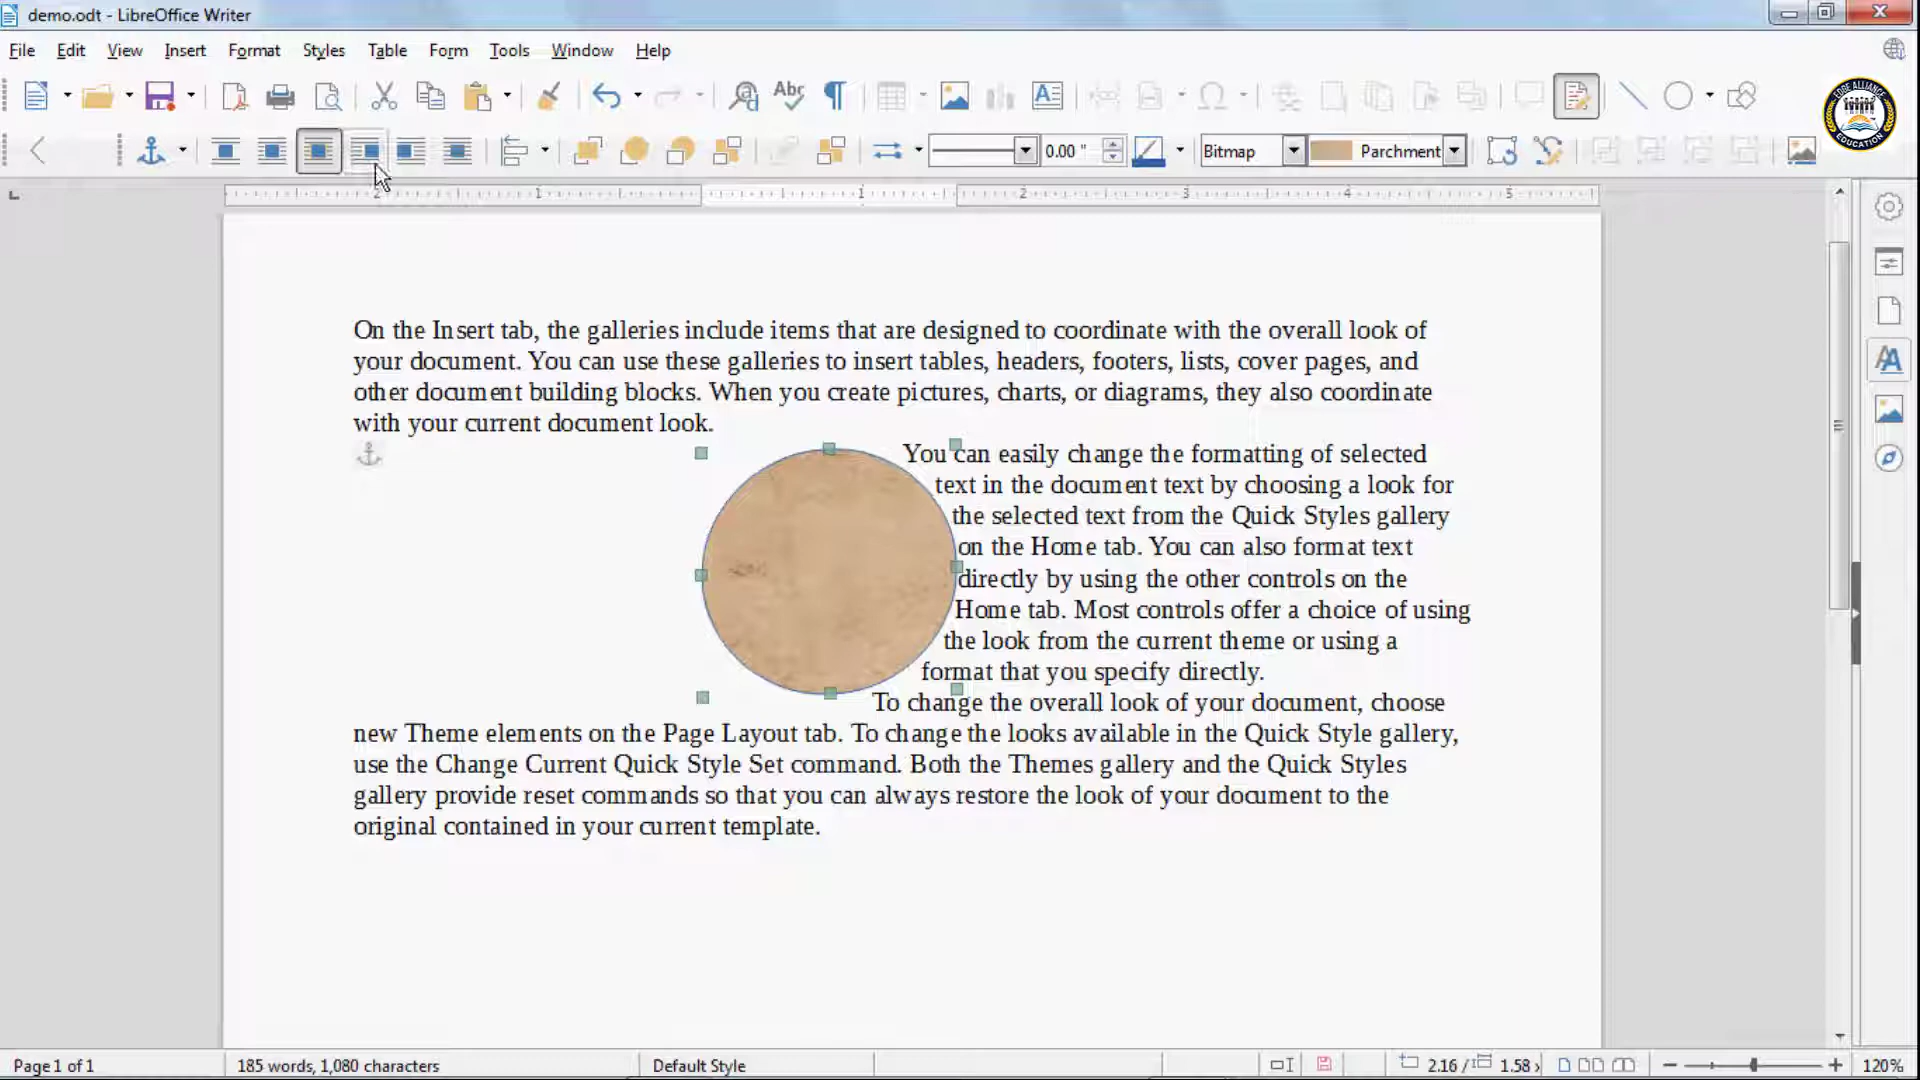 demo.odt - LibreOffice Writer
File Edit View Insert Format Styles Table Form Tools Window Help
Abc
A
0.00 "
Bitmap
Parchment
EDGE ALLIANCE
EDUCATION
2 1 1 2 3 4 5
On the Insert tab, the galleries include items that are designed to coordinate with the overall look of
your document. You can use these galleries to insert tables, headers, footers, lists, cover pages, and
other document building blocks. When you create pictures, charts, or diagrams, they also coordinate
with your current document look.
You can easily change the formatting of selected
text in the document text by choosing a look for
the selected text from the Quick Styles gallery
on the Home tab. You can also format text
directly by using the other controls on the
Home tab. Most controls offer a choice of using
the look from the current theme or using a
format that you specify directly.
To change the overall look of your document, choose
new Theme elements on the Page Layout tab. To change the looks available in the Quick Style gallery,
use the Change Current Quick Style Set command. Both the Themes gallery and the Quick Styles
gallery provide reset commands so that you can always restore the look of your document to the
original contained in your current template.
Page 1 of 1
185 words, 1,080 characters
Default Style
2.16 /
1.58 x
120%